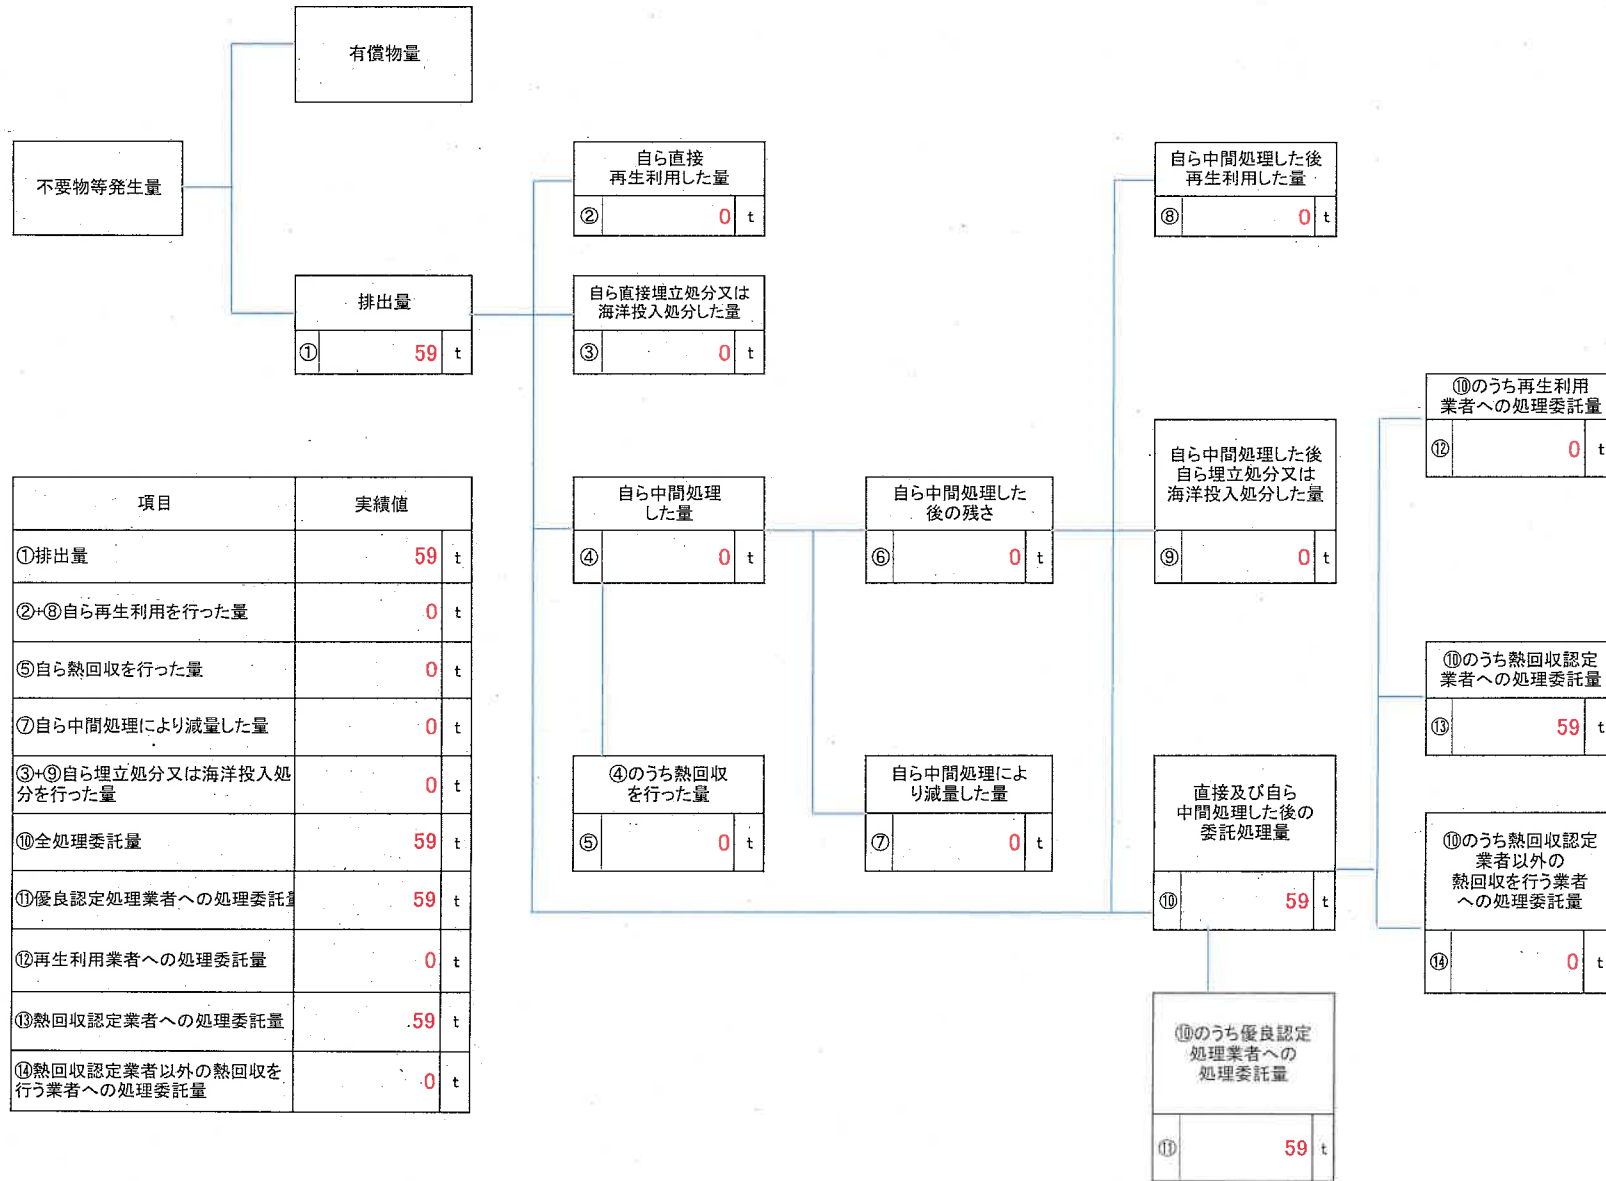 有償物量
不要物等発生量
排出量
① 59 t
自ら直接
再生利用した量
② 0 t
自ら直接埋立処分又は
海洋投入処分した量
③ 0 t
自ら中間処理した後
再生利用した量
⑧ 0 t
⑩のうち再生利用
業者への処理委託量
⑫ 0 t
自ら中間処理
した量
④ 0 t
自ら中間処理した
後の残さ
⑥ 0 t
自ら中間処理した後
自ら埋立処分又は
海洋投入処分した量
⑨ 0 t
⑩のうち熱回収認定
業者への処理委託量
⑬ 59 t
④のうち熱回収
を行った量
⑤ 0 t
自ら中間処理によ
り減量した量
⑦ 0 t
直接及び自ら
中間処理した後の
委託処理量
⑩ 59 t
⑩のうち熱回収認定
業者以外の
熱回収を行う業者
への処理委託量
⑭ 0 t
⑩のうち優良認定
処理業者への
処理委託量
⑪ 59 t
項目 実績値
①排出量 59 t
②+⑧自ら再生利用を行った量 0 t
⑤自ら熱回収を行った量 0 t
⑦自ら中間処理により減量した量 0 t
③+⑨自ら埋立処分又は海洋投入処
分を行った量 0 t
⑩全処理委託量 59 t
⑪優良認定処理業者への処理委託量 59 t
⑫再生利用業者への処理委託量 0 t
⑬熱回収認定業者への処理委託量 59 t
⑭熱回収認定業者以外の熱回収を
行う業者への処理委託量 0 t